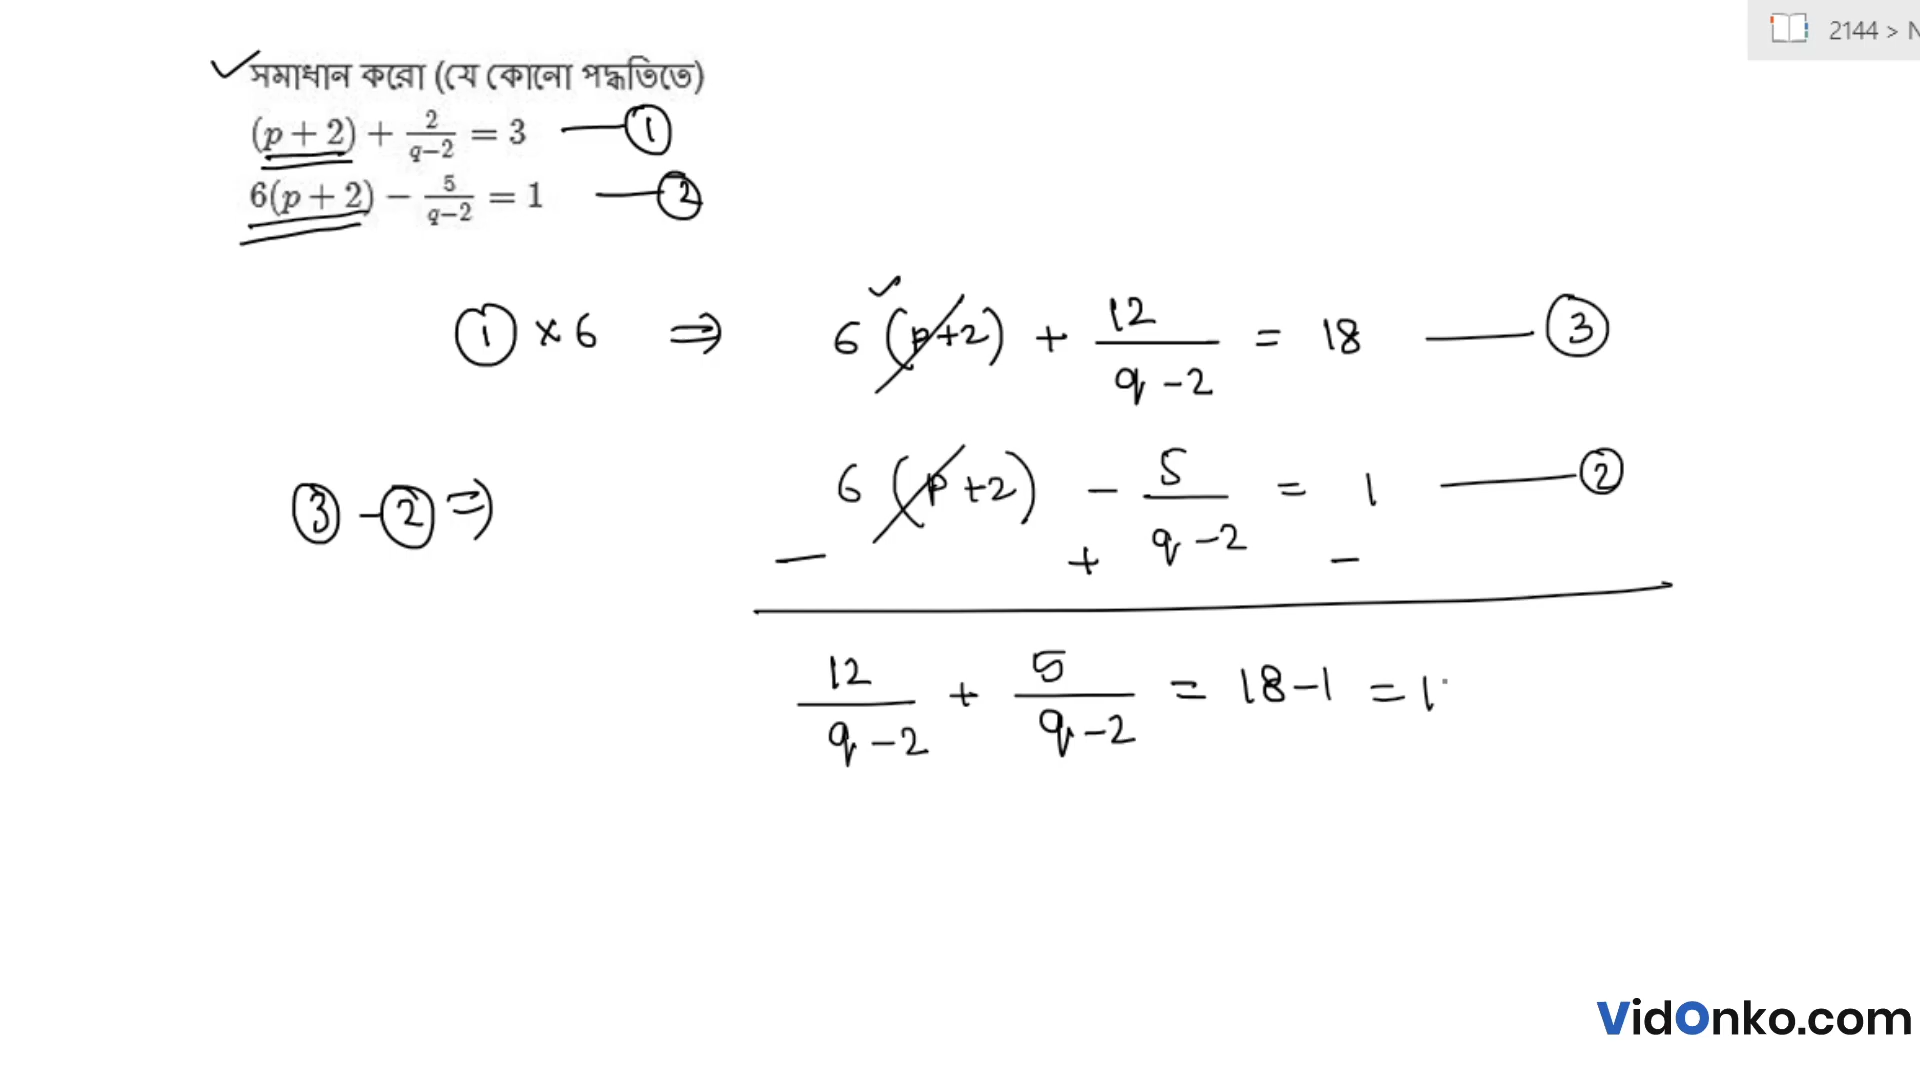 2144 > N
সমাধান করো ((যে কোনো পদ্ধতিতে)
(p + 2) + 2/(q−2) = 3 — ①
6(p + 2) − 5/(q−2) = 1 — ②
① × 6 ⇒ 6 (p+2) + 12/(q−2) = 18 — ③
③ − ② ⇒ 6 (p+2) − 5/(q−2) = 1 — ②
− + −
12/(q−2) + 5/(q−2) = 18−1 = 1
VidOnko.com